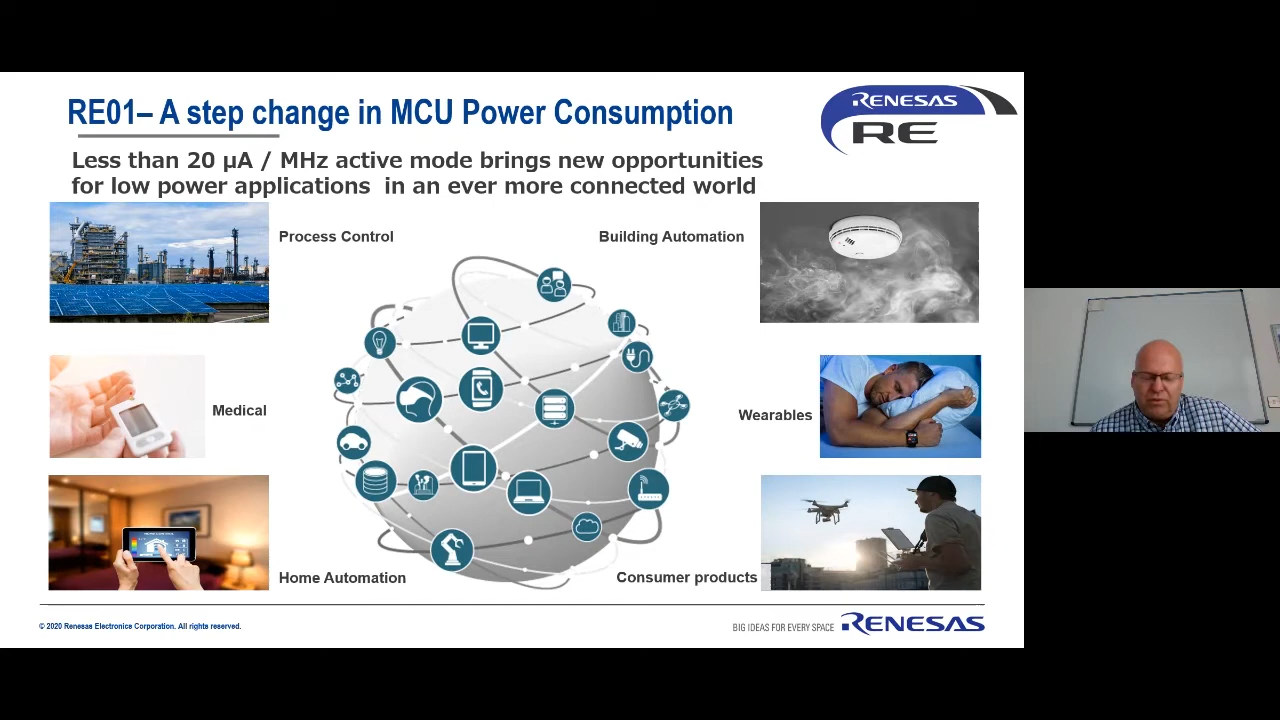 RE01– A step change in MCU Power Consumption
RENESAS
RE
Less than 20 µA / MHz active mode brings new opportunities
for low power applications in an ever more connected world
Process Control
Building Automation
Medical
Wearables
Home Automation
Consumer products
© 2020 Renesas Electronics Corporation. All rights reserved.
BIG IDEAS FOR EVERY SPACE
RENESAS